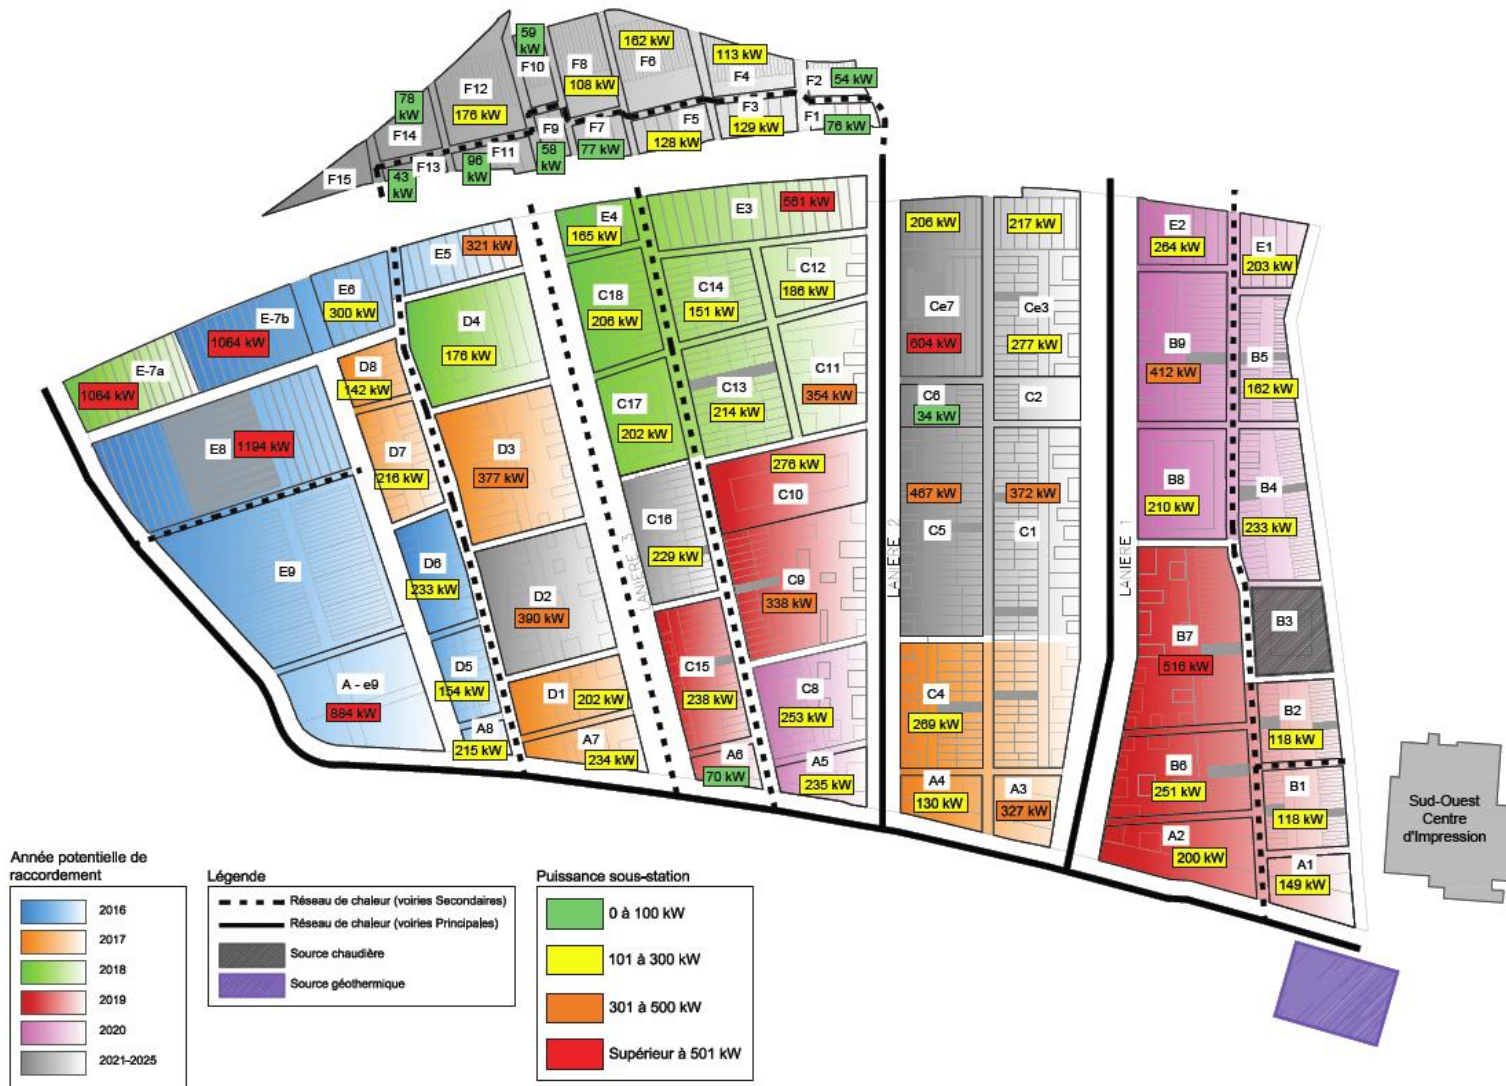 59
kW
F10
F8
108 kW
162 kW
F6
113 kW
F4
F2
54 kW
78
kW
F12
176 kW
F14
F15
F13
43
kW
F11
96
kW
F9
58
kW
F7
77 kW
F5
128 kW
F3
129 kW
F1
76 kW
E4
165 kW
E3
561 kW
E5
321 kW
E6
300 kW
E-7b
1064 kW
E-7a
1064 kW
206 kW
217 kW
E2
264 kW
E1
203 kW
C18
206 kW
C14
151 kW
C12
186 kW
D4
176 kW
D8
142 kW
C17
202 kW
C13
214 kW
C11
354 kW
Ce7
604 kW
Ce3
277 kW
C6
34 kW
C2
B9
412 kW
B5
162 kW
E8
1194 kW
D7
216 kW
D3
377 kW
C16
229 kW
276 kW
C10
467 kW
C5
372 kW
C1
B8
210 kW
B4
233 kW
LANIERE 3
LANIERE 2
LANIERE 1
E9
D6
233 kW
D2
390 kW
C9
338 kW
B7
516 kW
B3
A - e9
884 kW
D5
154 kW
D1
202 kW
C15
238 kW
C8
253 kW
C4
269 kW
B2
118 kW
A8
215 kW
A7
234 kW
A6
70 kW
A5
235 kW
A4
130 kW
A3
327 kW
B6
251 kW
B1
118 kW
A2
200 kW
A1
149 kW
Sud-Ouest
Centre
d'Impression
Année potentielle de
raccordement
2016
2017
2018
2019
2020
2021-2025
Légende
Réseau de chaleur (voiries Secondaires)
Réseau de chaleur (voiries Principales)
Source chaudière
Source géothermique
Puissance sous-station
0 à 100 kW
101 à 300 kW
301 à 500 kW
Supérieur à 501 kW